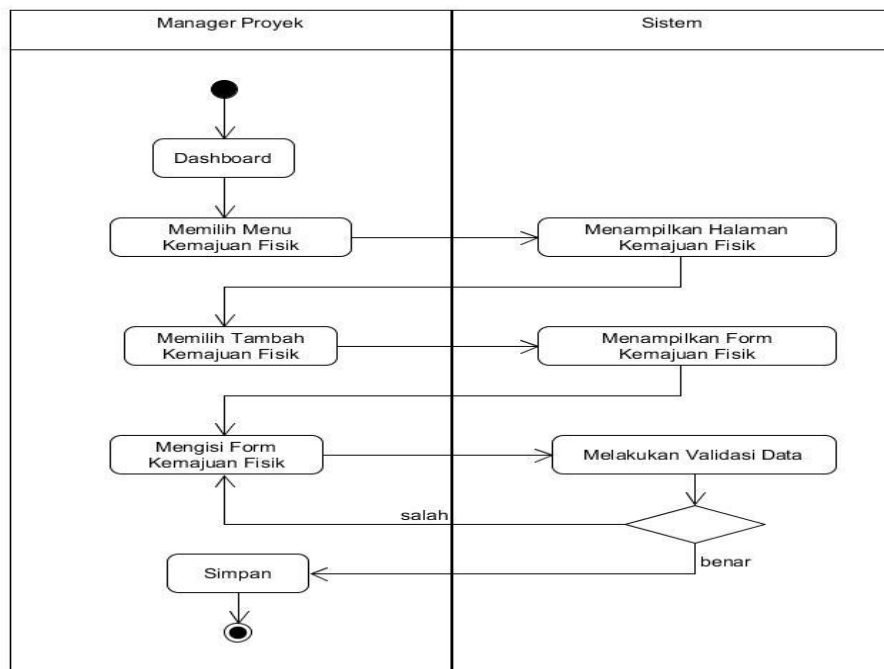 Manager Proyek
Sistem
Dashboard
Memilih Menu
Kemajuan Fisik
Menampilkan Halaman
Kemajuan Fisik
Memilih Tambah
Kemajuan Fisik
Menampilkan Form
Kemajuan Fisik
Mengisi Form
Kemajuan Fisik
Melakukan Validasi Data
salah
benar
Simpan